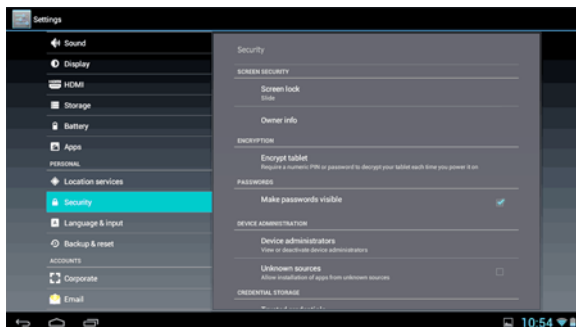 Settings
Sound
Display
HDMI
Storage
Battery
Apps
PERSONAL
Location services
Security
Language & input
Backup & reset
ACCOUNTS
Corporate
Email
Security
SCREEN SECURITY
Screen lock
Slide
Owner info
ENCRYPTION
Encrypt tablet
Require a numeric PIN or password to decrypt your tablet each time you power it on
PASSWORDS
Make passwords visible
DEVICE ADMINISTRATION
Device administrators
View or deactivate device administrators
Unknown sources
Allow installation of apps from unknown sources
CREDENTIAL STORAGE
Trusted credentials
10:54